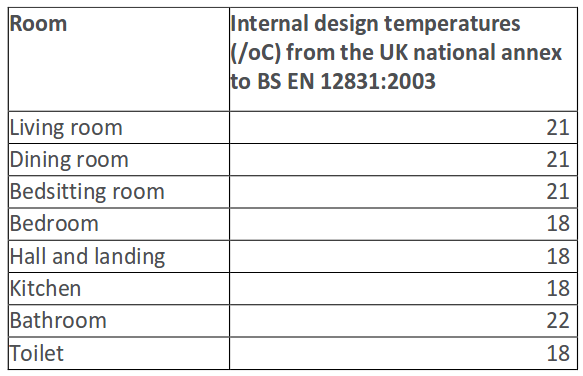 Room
Internal design temperatures
(/oC) from the UK national annex
to BS EN 12831:2003
Living room 21
Dining room 21
Bedsitting room 21
Bedroom 18
Hall and landing 18
Kitchen 18
Bathroom 22
Toilet 18